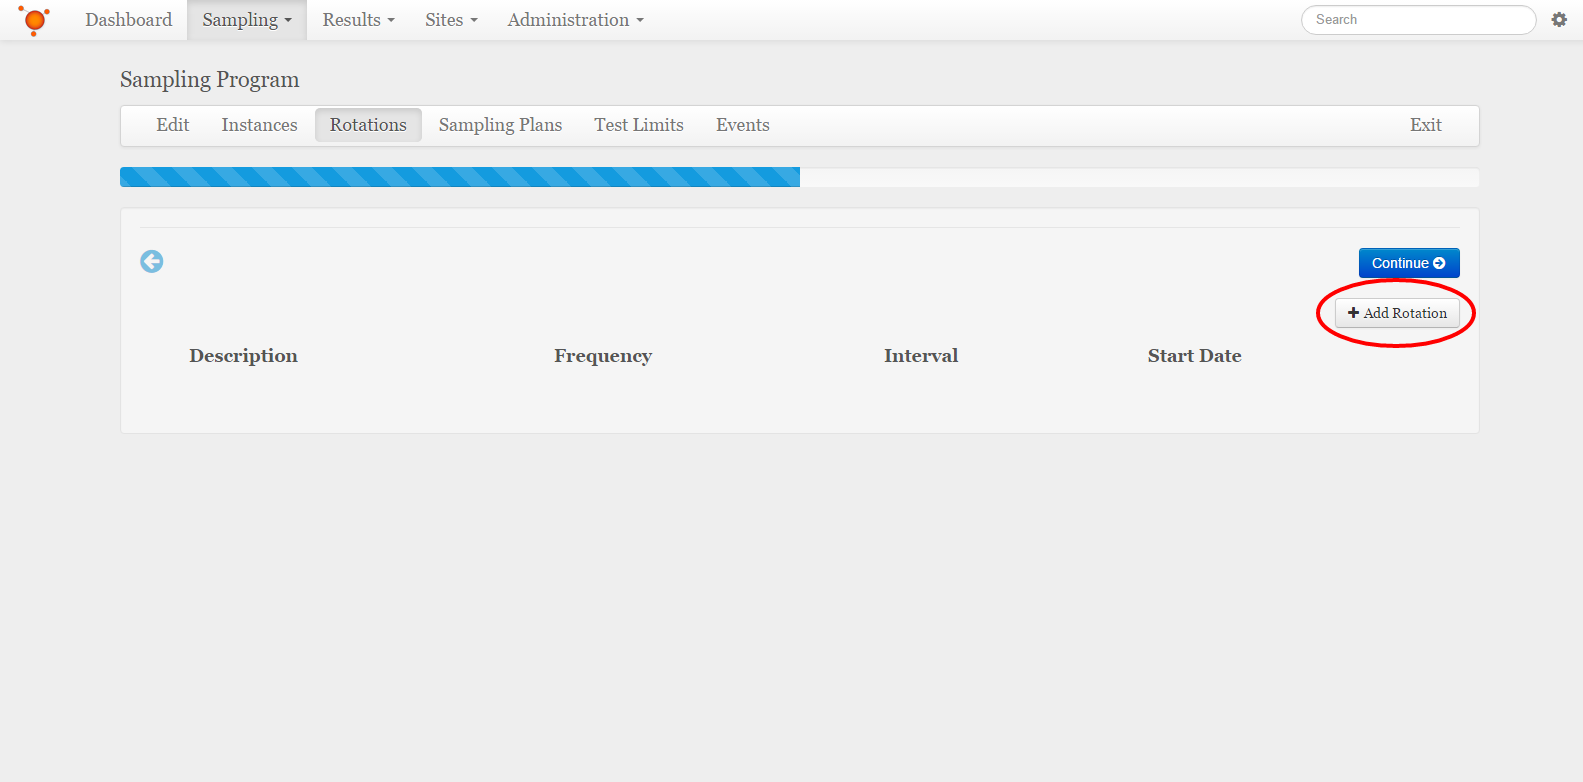 Dashboard Sampling Results Sites Administration Search
Sampling Program
Edit Instances Rotations Sampling Plans Test Limits Events Exit
Continue
Add Rotation
Description Frequency Interval Start Date